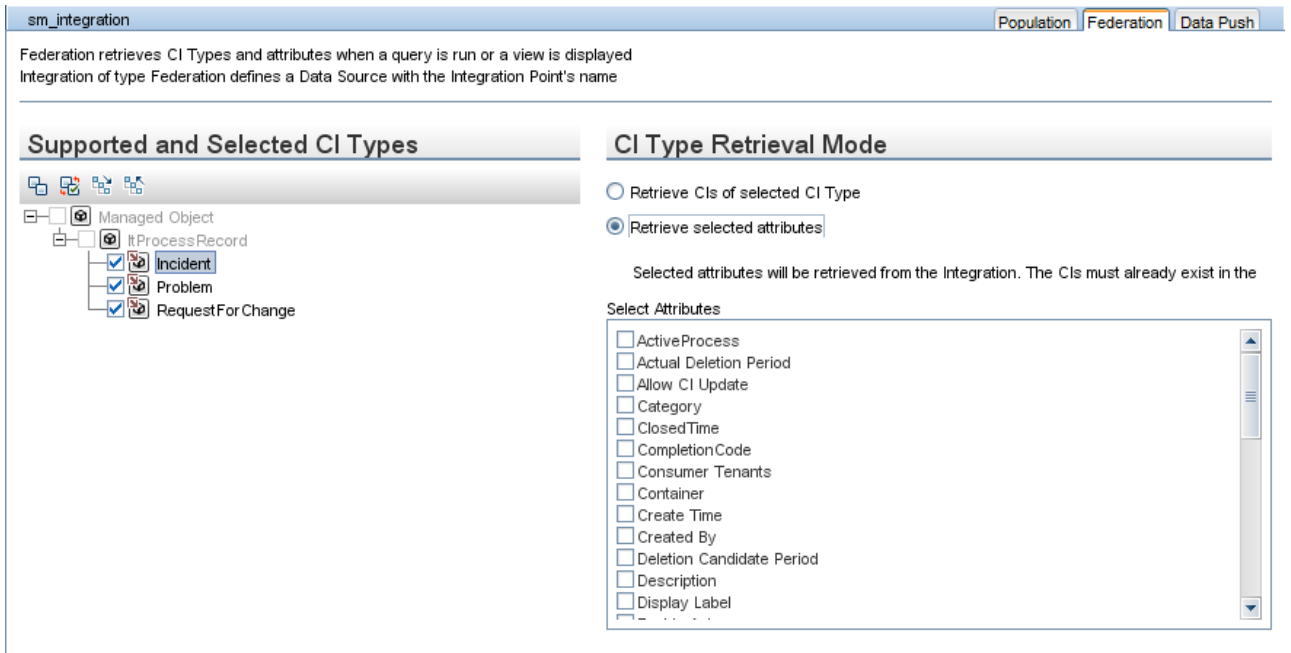 sm_integration
Population Federation Data Push
Federation retrieves CI Types and attributes when a query is run or a view is displayed
Integration of type Federation defines a Data Source with the Integration Point's name
Supported and Selected CI Types
Managed Object
ItProcessRecord
Incident
Problem
RequestForChange
CI Type Retrieval Mode
Retrieve CIs of selected CI Type
Retrieve selected attributes
Selected attributes will be retrieved from the Integration. The CIs must already exist in the
Select Attributes
ActiveProcess
Actual Deletion Period
Allow CI Update
Category
ClosedTime
CompletionCode
Consumer Tenants
Container
Create Time
Created By
Deletion Candidate Period
Description
Display Label